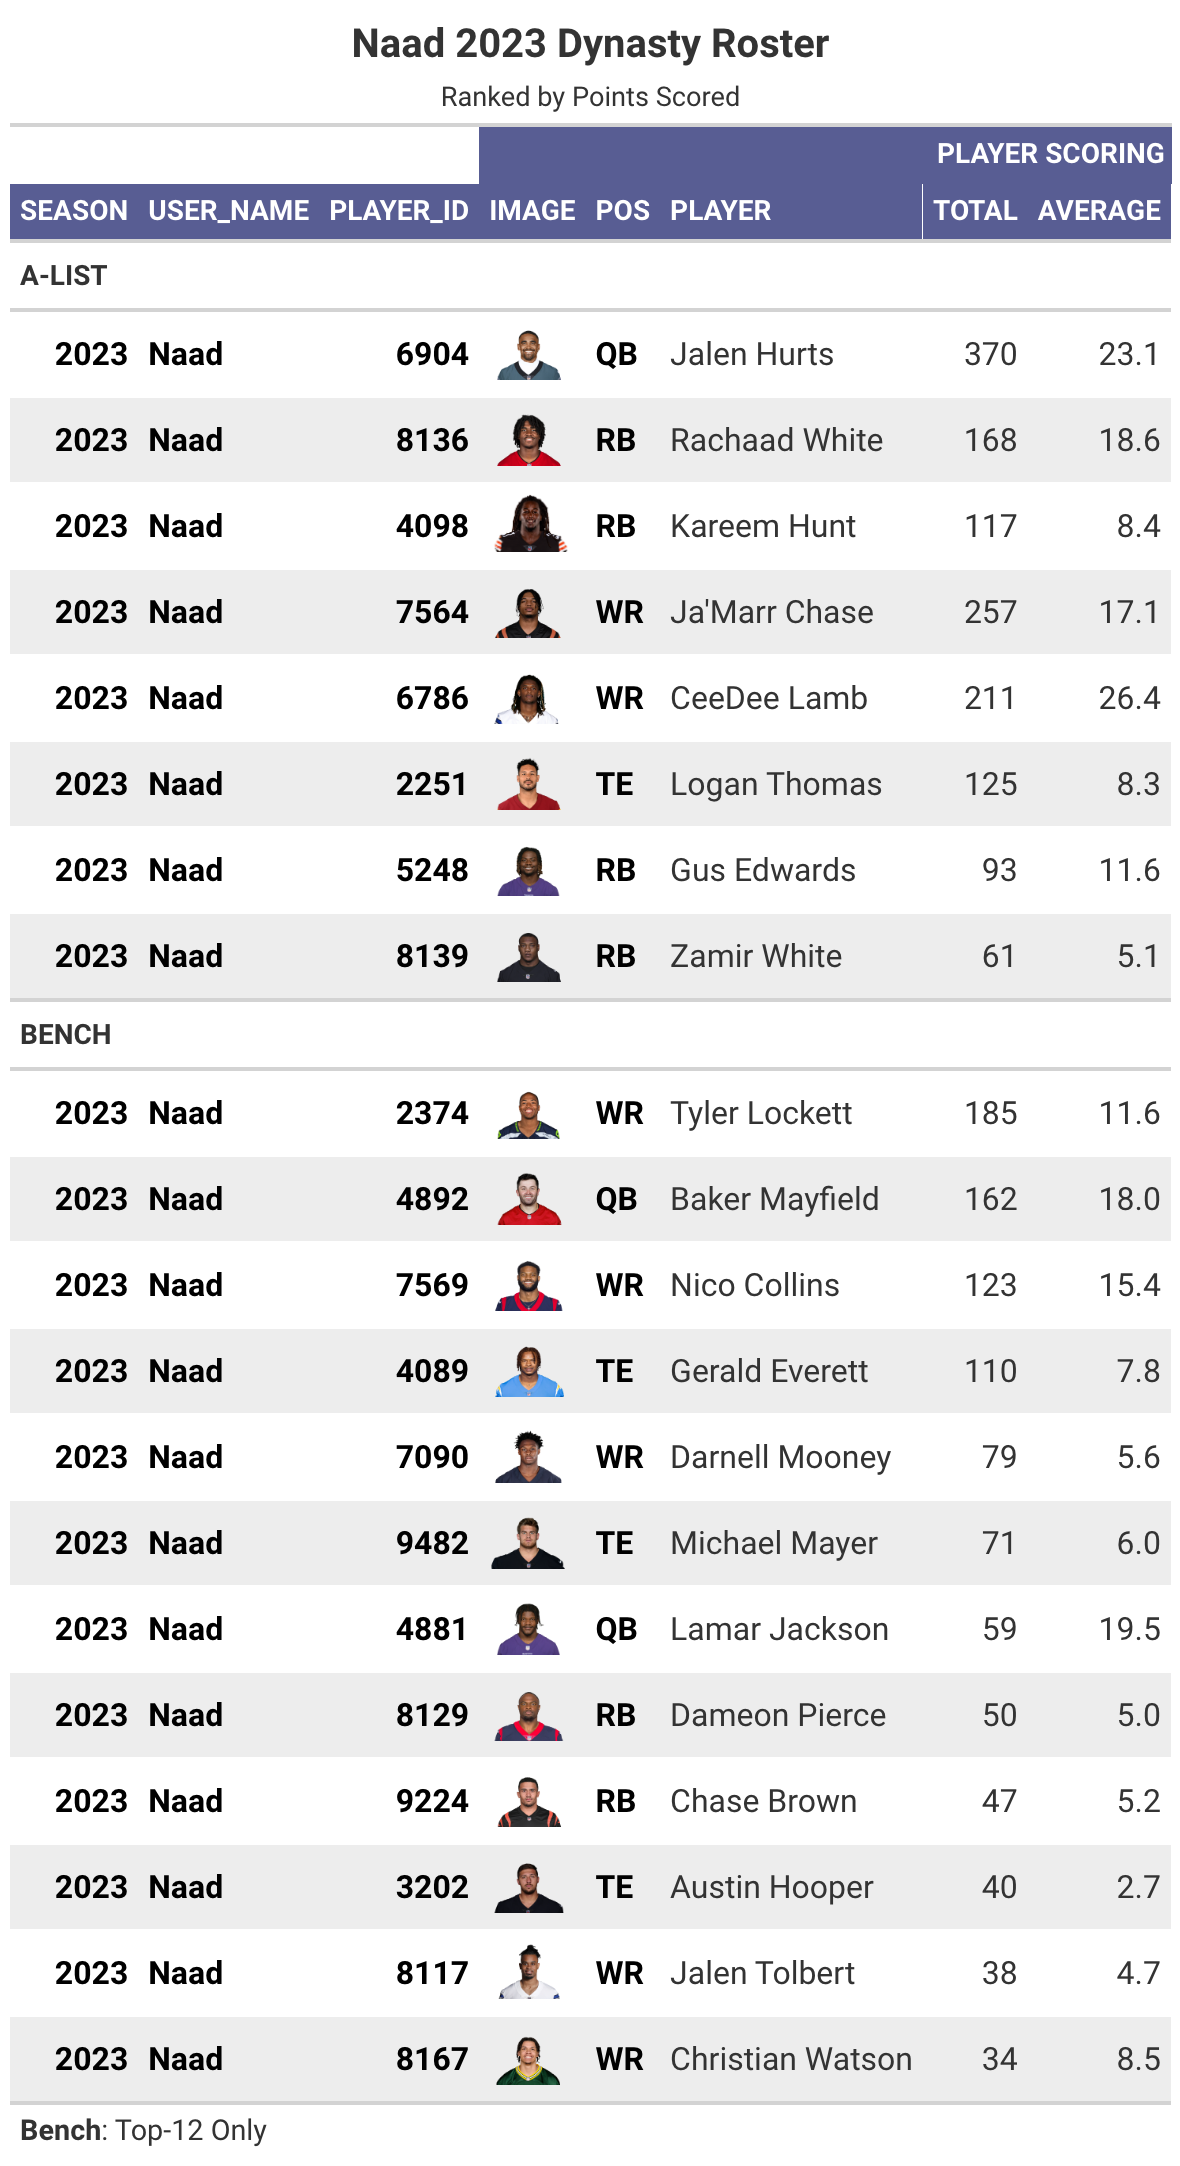 Naad 2023 Dynasty Roster
Ranked by Points Scored
PLAYER SCORING
SEASON USER_NAME PLAYER_ID IMAGE POS PLAYER TOTAL AVERAGE
A-LIST
2023 Naad 6904 QB Jalen Hurts 370 23.1
2023 Naad 8136 RB Rachaad White 168 18.6
2023 Naad 4098 RB Kareem Hunt 117 8.4
2023 Naad 7564 WR Ja'Marr Chase 257 17.1
2023 Naad 6786 WR CeeDee Lamb 211 26.4
2023 Naad 2251 TE Logan Thomas 125 8.3
2023 Naad 5248 RB Gus Edwards 93 11.6
2023 Naad 8139 RB Zamir White 61 5.1
BENCH
2023 Naad 2374 WR Tyler Lockett 185 11.6
2023 Naad 4892 QB Baker Mayfield 162 18.0
2023 Naad 7569 WR Nico Collins 123 15.4
2023 Naad 4089 TE Gerald Everett 110 7.8
2023 Naad 7090 WR Darnell Mooney 79 5.6
2023 Naad 9482 TE Michael Mayer 71 6.0
2023 Naad 4881 QB Lamar Jackson 59 19.5
2023 Naad 8129 RB Dameon Pierce 50 5.0
2023 Naad 9224 RB Chase Brown 47 5.2
2023 Naad 3202 TE Austin Hooper 40 2.7
2023 Naad 8117 WR Jalen Tolbert 38 4.7
2023 Naad 8167 WR Christian Watson 34 8.5
Bench: Top-12 Only